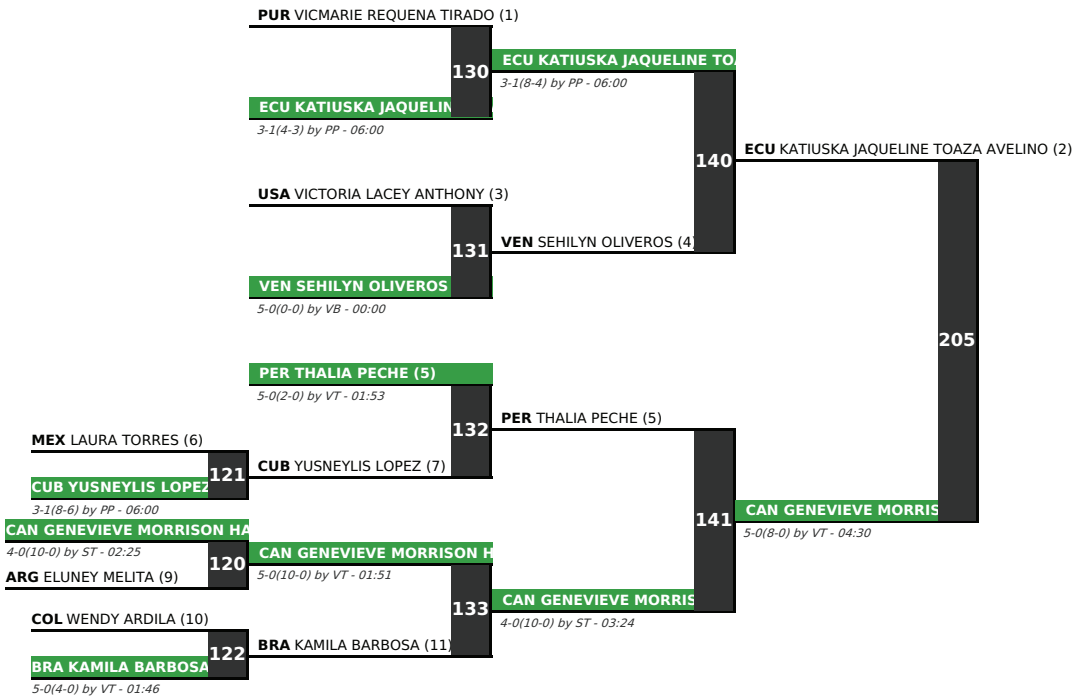 PUR VICMARIE REQUENA TIRADO (1)
130
ECU KATIUSKA JAQUELINE
3-1(4-3) by PP - 06:00
ECU KATIUSKA JAQUELINE
3-1(8-4) by PP - 06:00
140
USA VICTORIA LACEY ANTHONY (3)
131
VEN SEHILYN OLIVEROS
5-0(0-0) by VB - 00:00
VEN SEHILYN OLIVEROS (4)
ECU KATIUSKA JAQUELINE TOAZA AVELINO (2)
205
PER THALIA PECHE (5)
5-0(2-0) by VT - 01:53
132
PER THALIA PECHE (5)
MEX LAURA TORRES (6)
121
CUB YUSNEYLIS LOPEZ
3-1(8-6) by PP - 06:00
CUB YUSNEYLIS LOPEZ (7)
CAN GENEVIEVE MORRISON HA
4-0(10-0) by ST - 02:25
120
ARG ELUNEY MELITA (9)
CAN GENEVIEVE MORRISON H
5-0(10-0) by VT - 01:51
133
141
CAN GENEVIEVE MORRIS
5-0(8-0) by VT - 04:30
CAN GENEVIEVE MORRIS
4-0(10-0) by ST - 03:24
COL WENDY ARDILA (10)
122
BRA KAMILA BARBOSA
5-0(4-0) by VT - 01:46
BRA KAMILA BARBOSA (11)